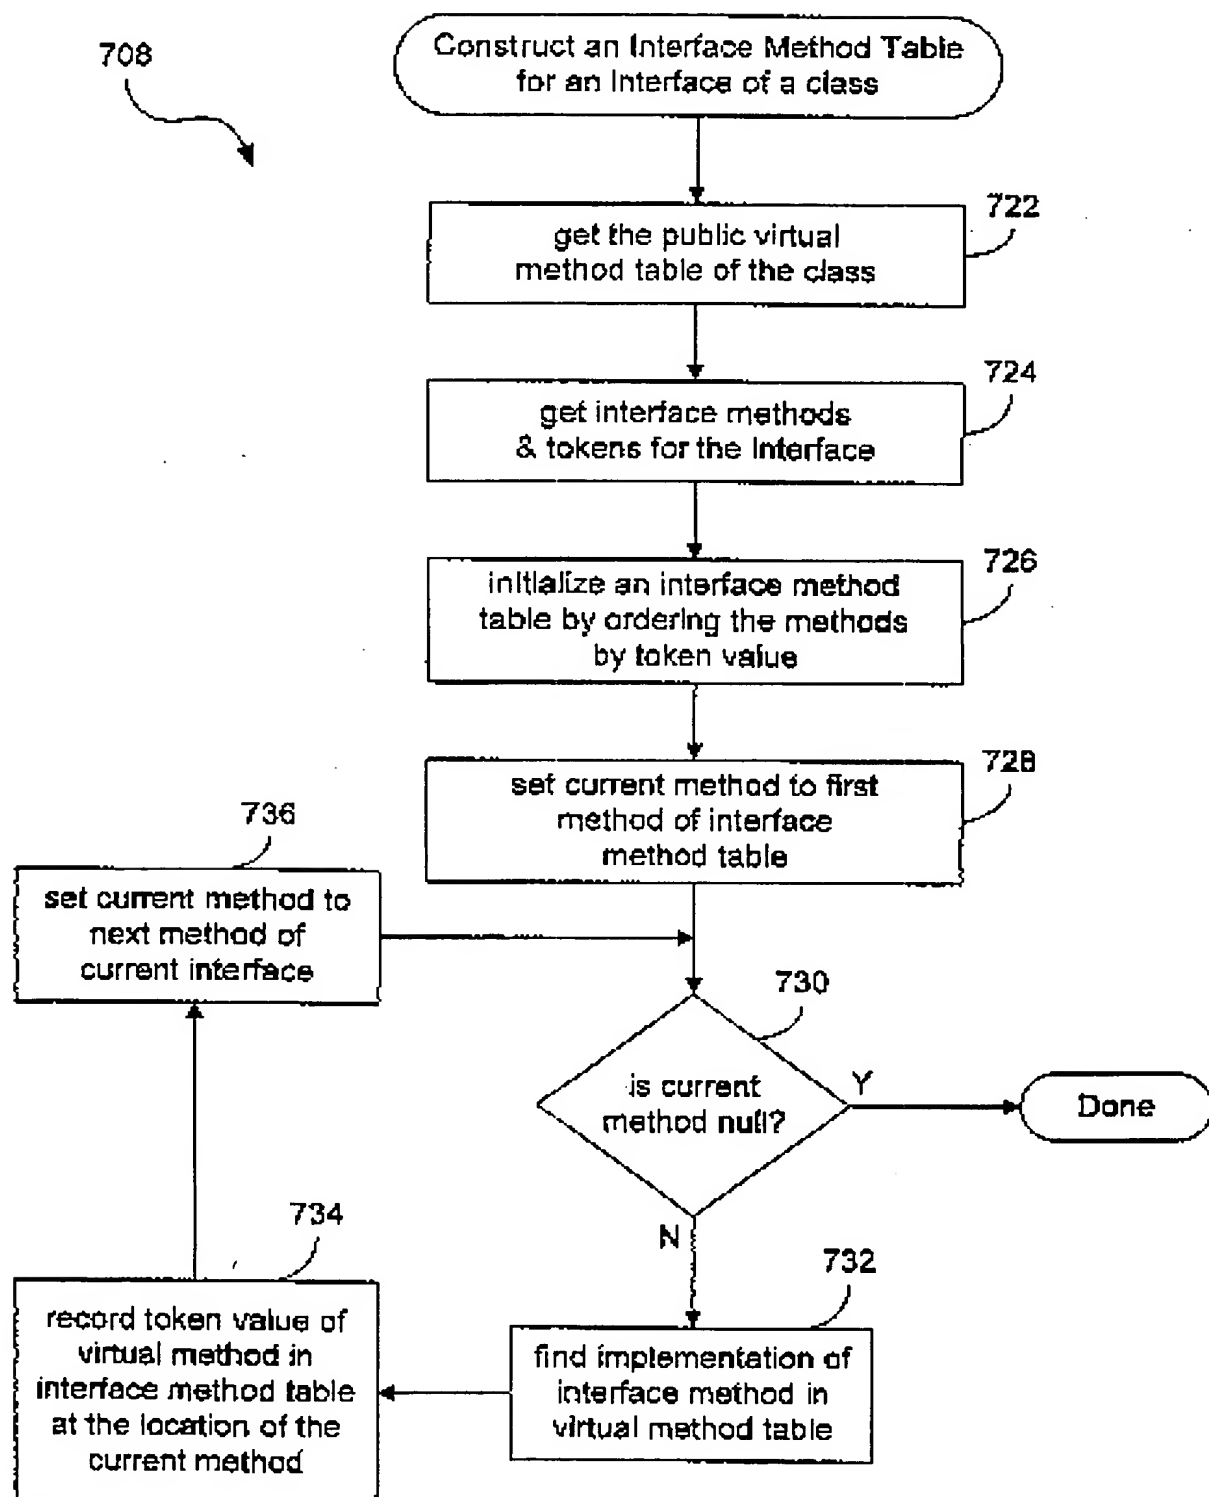 708
Construct an Interface Method Table
for an Interface of a class
722
get the public virtual
method table of the class
724
get interface methods
& tokens for the Interface
726
initialize an interface method
table by ordering the methods
by token value
728
set current method to first
method of interface
method table
736
set current method to
next method of
current interface
730
is current
method null?
Y
Done
N
734
record token value of
virtual method in
interface method table
at the location of the
current method
732
find implementation of
interface method in
virtual method table